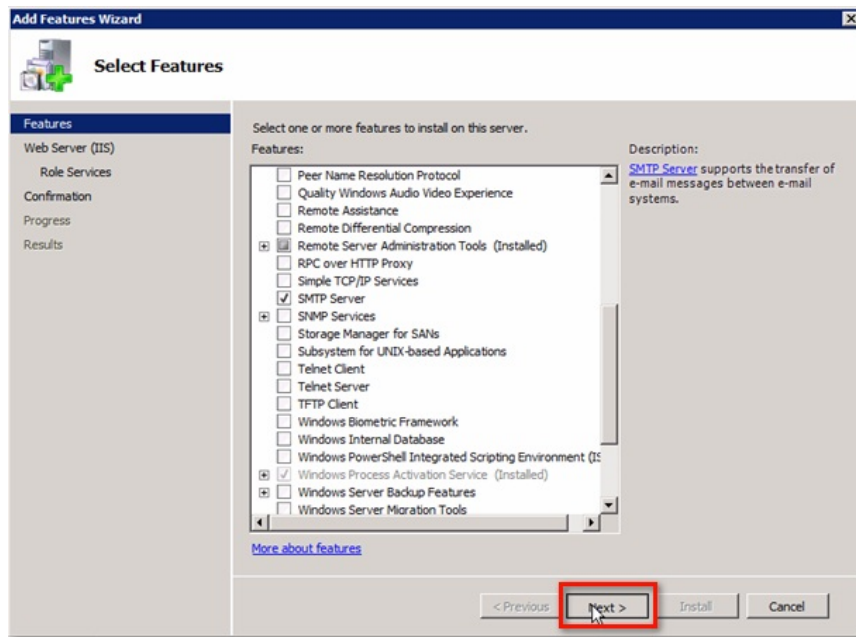 Add Features Wizard
Select Features
Features
Web Server (IIS)
Role Services
Confirmation
Progress
Results
Select one or more features to install on this server.
Features:
Peer Name Resolution Protocol
Quality Windows Audio Video Experience
Remote Assistance
Remote Differential Compression
Remote Server Administration Tools (Installed)
RPC over HTTP Proxy
Simple TCP/IP Services
SMTP Server
SNMP Services
Storage Manager for SANs
Subsystem for UNIX-based Applications
Telnet Client
Telnet Server
TFTP Client
Windows Biometric Framework
Windows Internal Database
Windows PowerShell Integrated Scripting Environment (IS
Windows Process Activation Service (Installed)
Windows Server Backup Features
Windows Server Migration Tools
More about features
Description:
SMTP Server supports the transfer of
e-mail messages between e-mail
systems.
< Previous
Next >
Install
Cancel